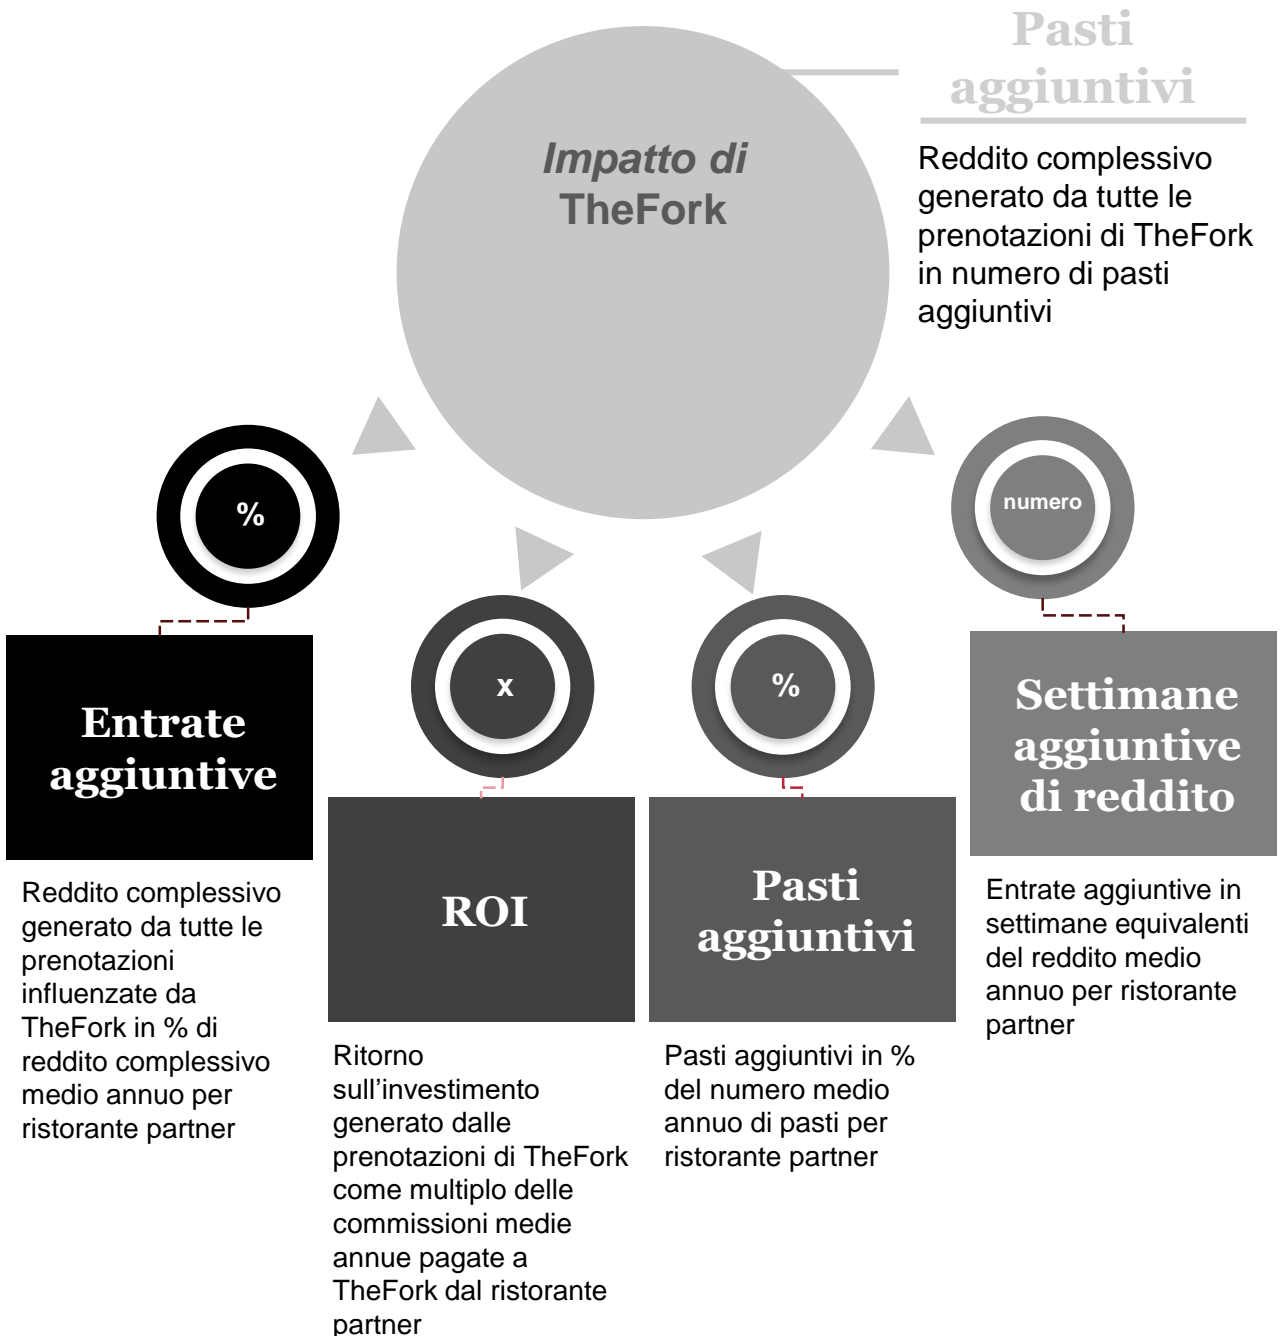 Pasti
aggiuntivi
Impatto di
TheFork
Reddito complessivo
generato da tutte le
prenotazioni di TheFork
in numero di pasti
aggiuntivi
%
x
%
numero
Entrate
aggiuntive
Reddito complessivo
generato da tutte le
prenotazioni
influenzate da
TheFork in % di
reddito complessivo
medio annuo per
ristorante partner
ROI
Ritorno
sull’investimento
generato dalle
prenotazioni di TheFork
come multiplo delle
commissioni medie
annue pagate a
TheFork dal ristorante
partner
Pasti
aggiuntivi
Pasti aggiuntivi in %
del numero medio
annuo di pasti per
ristorante partner
Settimane
aggiuntive
di reddito
Entrate aggiuntive in
settimane equivalenti
del reddito medio
annuo per ristorante
partner